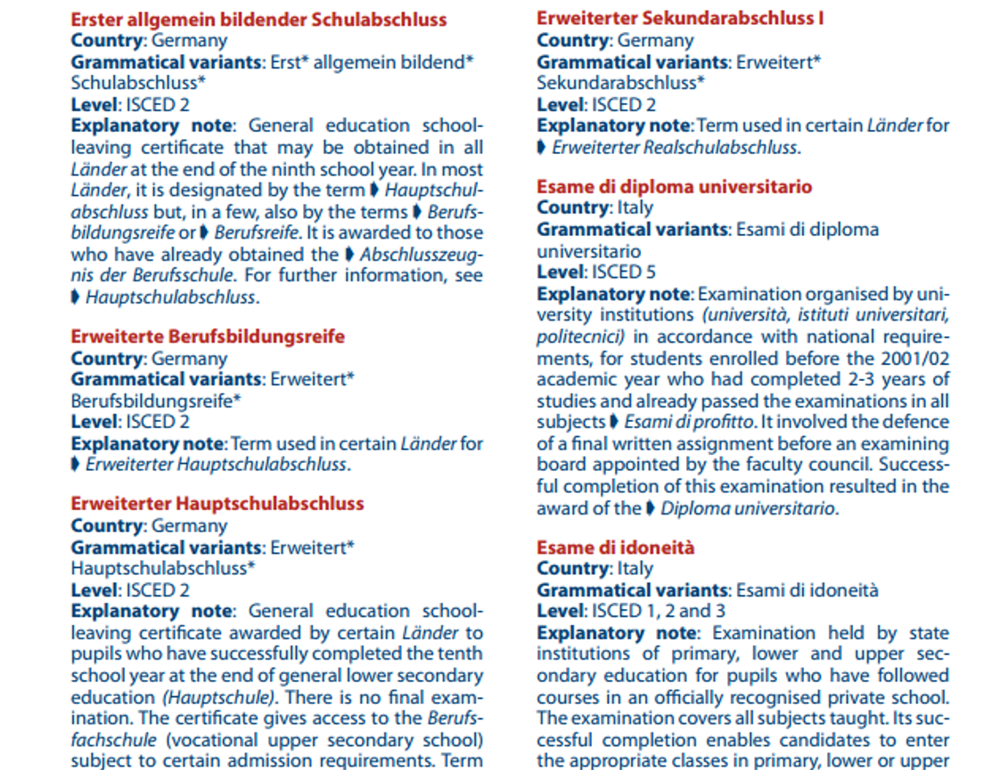 Erster allgemein bildender Schulabschluss
Country: Germany
Grammatical variants: Erst* allgemein bildend*
Schulabschluss*
Level: ISCED 2
Explanatory note: General education school-
leaving certificate that may be obtained in all
Länder at the end of the ninth school year. In most
Länder, it is designated by the term ➧ Hauptschul-
abschluss but, in a few, also by the terms ➧ Berufs-
bildungsreife or ➧ Berufsreife. It is awarded to those
who have already obtained the ➧ Abschlusszeug-
nis der Berufsschule. For further information, see
➧ Hauptschulabschluss.
Erweiterte Berufsbildungsreife
Country: Germany
Grammatical variants: Erweitert*
Berufsbildungsreife*
Level: ISCED 2
Explanatory note: Term used in certain Länder for
➧ Erweiterter Hauptschulabschluss.
Erweiterter Hauptschulabschluss
Country: Germany
Grammatical variants: Erweitert*
Hauptschulabschluss*
Level: ISCED 2
Explanatory note: General education school-
leaving certificate awarded by certain Länder to
pupils who have successfully completed the tenth
school year at the end of general lower secondary
education (Hauptschule). There is no final exam-
ination. The certificate gives access to the Berufs-
fachschule (vocational upper secondary school)
subject to certain admission requirements. Term
Erweiterter Sekundarabschluss I
Country: Germany
Grammatical variants: Erweitert*
Sekundarabschluss*
Level: ISCED 2
Explanatory note: Term used in certain Länder for
➧ Erweiterter Realschulabschluss.
Esame di diploma universitario
Country: Italy
Grammatical variants: Esami di diploma
universitario
Level: ISCED 5
Explanatory note: Examination organised by uni-
versity institutions (università, istituti universitari,
politecnici) in accordance with national require-
ments, for students enrolled before the 2001/02
academic year who had completed 2-3 years of
studies and already passed the examinations in all
subjects ➧ Esami di profitto. It involved the defence
of a final written assignment before an examining
board appointed by the faculty council. Success-
ful completion of this examination resulted in the
award of the ➧ Diploma universitario.
Esame di idoneità
Country: Italy
Grammatical variants: Esami di idoneità
Level: ISCED 1, 2 and 3
Explanatory note: Examination held by state
institutions of primary, lower and upper sec-
ondary education for pupils who have followed
courses in an officially recognised private school.
The examination covers all subjects taught. Its suc-
cessful completion enables candidates to enter
the appropriate classes in primary, lower or upper